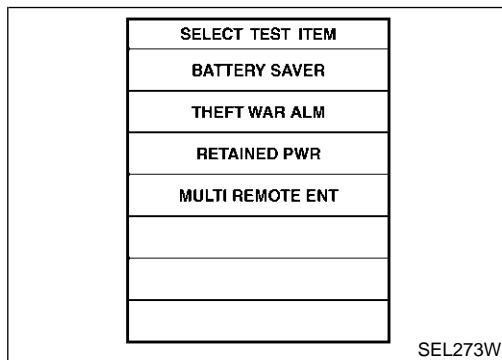 SELECT TEST ITEM
BATTERY SAVER
THEFT WAR ALM
RETAINED PWR
MULTI REMOTE ENT
SEL273W